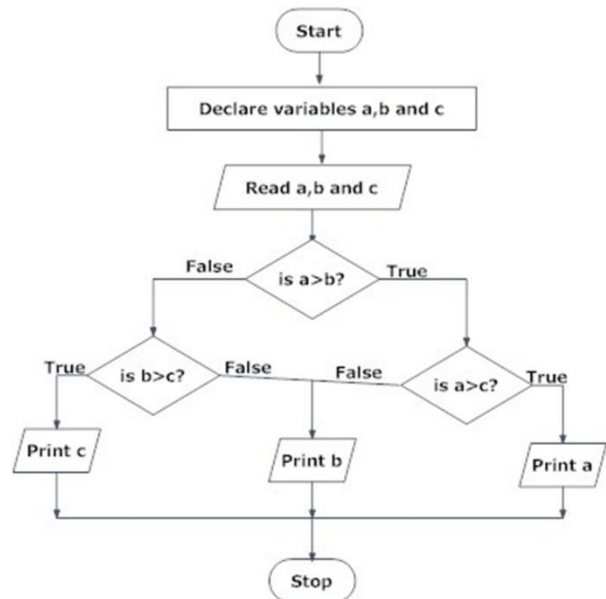 Start
Declare variables a,b and c
Read a,b and c
False
is a>b?
True
True
is b>c?
False
False
is a>c?
True
Print c
Print b
Print a
Stop